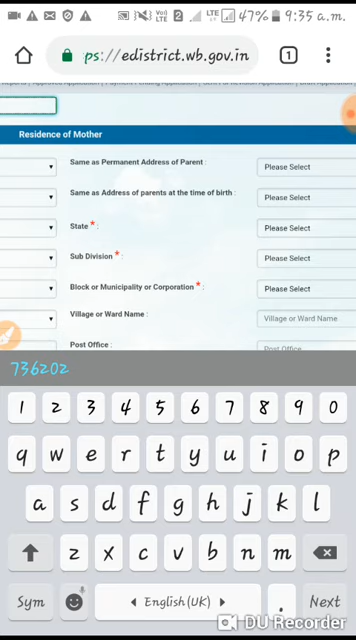 47% 9:35 a.m.
ps://edistrict.wb.gov.in 1
Residence of Mother
Same as Permanent Address of Parent : Please Select
Same as Address of parents at the time of birth : Please Select
State * : Please Select
Sub Division * : Please Select
Block or Municipality or Corporation * : Please Select
Village or Ward Name : Village or Ward Name
Post Office : Post Office
736202
1 2 3 4 5 6 7 8 9 0
q w e r t y u i o p
a s d f g h j k l
z x c v b n m
Sym English(UK) . Next
DU Recorder